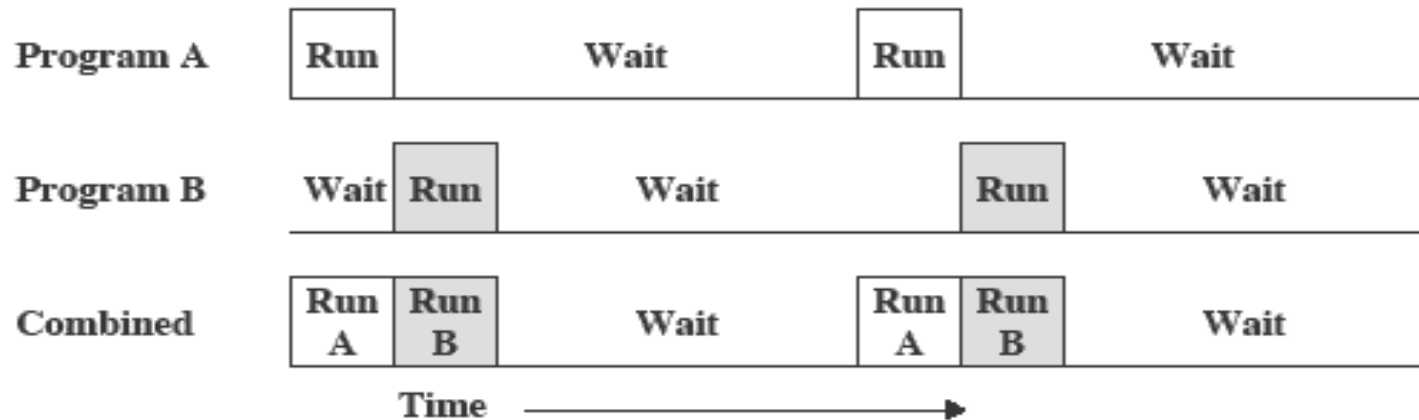 Program A Run Wait Run Wait
Program B Wait Run Wait Run Wait
Combined Run A Run B Wait Run A Run B Wait
Time